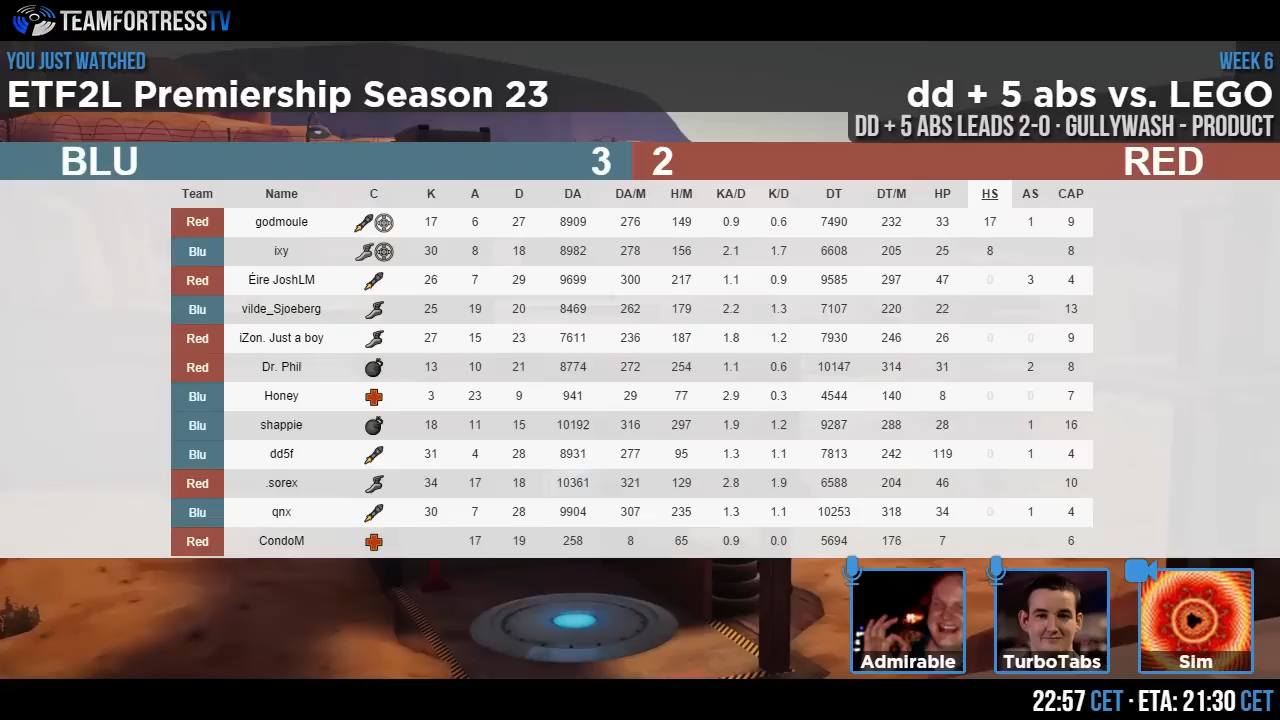 TEAMFORTRESSTV
YOU JUST WATCHED
WEEK 6
ETF2L Premiership Season 23
dd + 5 abs vs. LEGO
DD + 5 ABS LEADS 2-0 · GULLYWASH - PRODUCT
BLU 3 2 RED
Team Name C K A D DA DA/M H/M KA/D K/D DT DT/M HP HS AS CAP
Red godmoule 17 6 27 8909 276 149 0.9 0.6 7490 232 33 17 1 9
Blu ixy 30 8 18 8982 278 156 2.1 1.7 6608 205 25 8 8
Red Éire JoshLM 26 7 29 9699 300 217 1.1 0.9 9585 297 47 0 3 4
Blu vilde_Sjoeberg 25 19 20 8469 262 179 2.2 1.3 7107 220 22 13
Red iZon. Just a boy 27 15 23 7611 236 187 1.8 1.2 7930 246 26 0 0 9
Red Dr. Phil 13 10 21 8774 272 254 1.1 0.6 10147 314 31 2 8
Blu Honey 3 23 9 941 29 77 2.9 0.3 4544 140 8 0 0 7
Blu shappie 18 11 15 10192 316 297 1.9 1.2 9287 288 28 1 16
Blu dd5f 31 4 28 8931 277 95 1.3 1.1 7813 242 119 0 1 4
Red .sorex 34 17 18 10361 321 129 2.8 1.9 6588 204 46 10
Blu qnx 30 7 28 9904 307 235 1.3 1.1 10253 318 34 0 1 4
Red CondoM 17 19 258 8 65 0.9 0.0 5694 176 7 6
Admirable TurboTabs Sim
22:57 CET · ETA: 21:30 CET